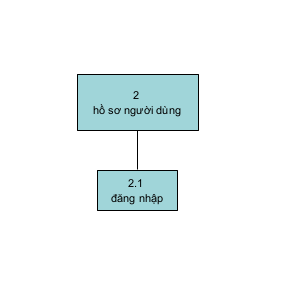 2
hồ sơ người dùng
2.1
đăng nhập